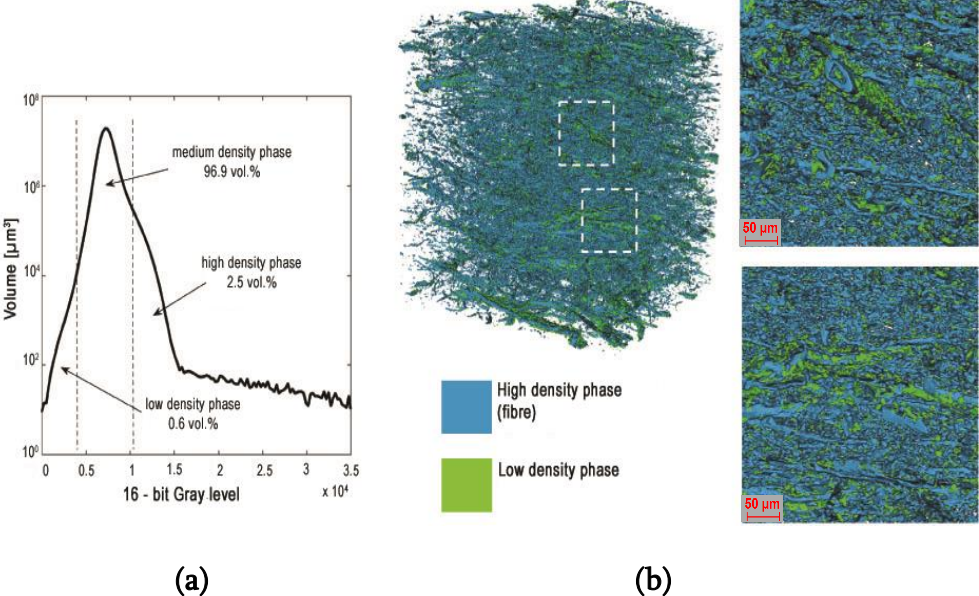 10⁸
10⁶
10⁴
10²
10⁰
Volume [µm³]
medium density phase
96.9 vol.%
high density phase
2.5 vol.%
low density phase
0.6 vol.%
0 0.5 1 1.5 2 0.5 3 3.5
16 - bit Gray level
x 10⁴
(a)
High density phase
(fibre)
Low density phase
50 µm
50 µm
(b)